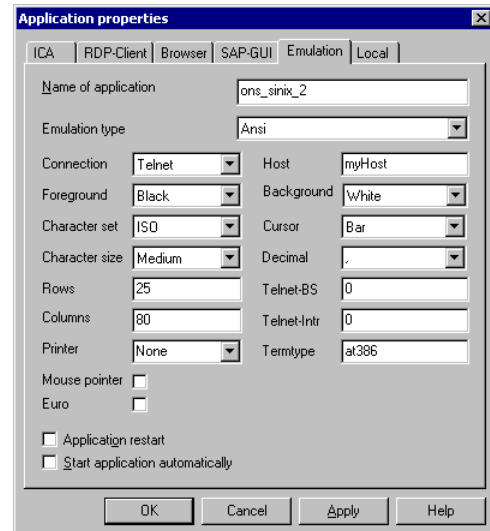 Application properties
ICA RDP-Client Browser SAP-GUI Emulation Local
Name of application ons_sinix_2
Emulation type Ansi
Connection Telnet Host myHost
Foreground Black Background White
Character set ISO Cursor Bar
Character size Medium Decimal ,
Rows 25 Telnet-BS 0
Columns 80 Telnet-Intr 0
Printer None Termtype at386
Mouse pointer
Euro
Application restart
Start application automatically
OK Cancel Apply Help